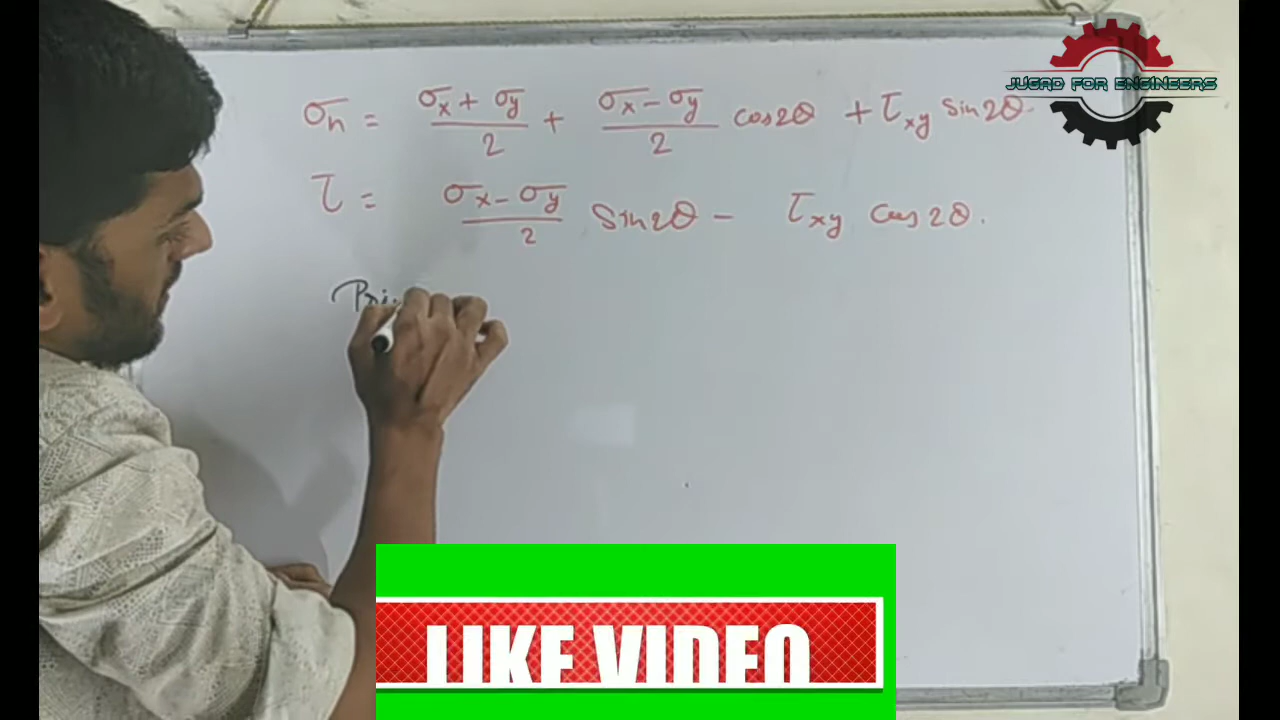 σn = σx + σy / 2 + σx - σy / 2 cos2θ + τxy sin2θ.
JUGAD FOR ENGINEERS
τ = σx - σy / 2 sin2θ - τxy cos2θ.
Pri
LIKE VIDEO